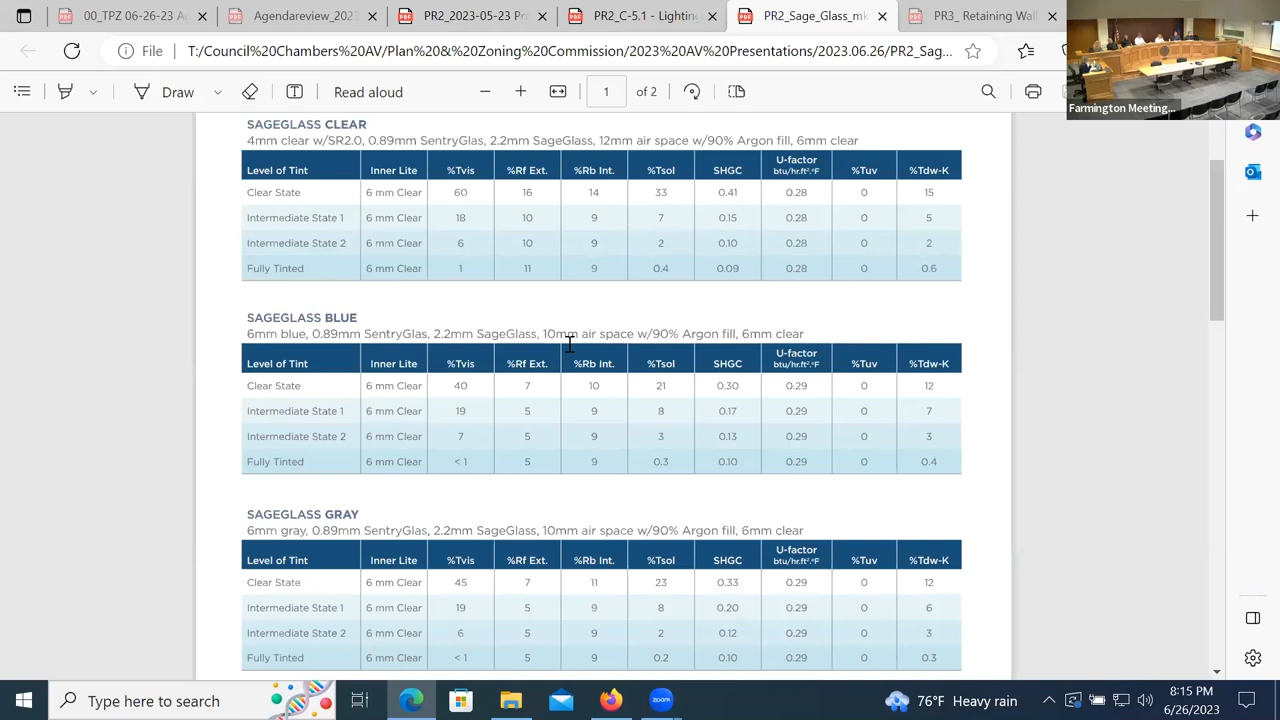 00_TPZ 06-26-23 A
Agendareview_2023
PR2_2023-05-23 Pr
PR2_C-5.1 - Lightin
PR2_Sage_Glass_mk
PR3_ Retaining Wall
File T:/Council%20Chambers%20AV/Plan%20&%20Zoning%20Commission/2023%20AV%20Presentations/2023.06.26/PR2_Sag...
Draw Read aloud 1 of 2
Farmington Meeting...
SAGEGLASS CLEAR
4mm clear w/SR2.0, 0.89mm SentryGlas, 2.2mm SageGlass, 12mm air space w/90% Argon fill, 6mm clear
Level of Tint Inner Lite %Tvis %Rf Ext. %Rb Int. %Tsol SHGC U-factor btu/hr.ft².°F %Tuv %Tdw-K
Clear State 6 mm Clear 60 16 14 33 0.41 0.28 0 15
Intermediate State 1 6 mm Clear 18 10 9 7 0.15 0.28 0 5
Intermediate State 2 6 mm Clear 6 10 9 2 0.10 0.28 0 2
Fully Tinted 6 mm Clear 1 11 9 0.4 0.09 0.28 0 0.6
SAGEGLASS BLUE
6mm blue, 0.89mm SentryGlas, 2.2mm SageGlass, 10mm air space w/90% Argon fill, 6mm clear
Level of Tint Inner Lite %Tvis %Rf Ext. %Rb Int. %Tsol SHGC U-factor btu/hr.ft².°F %Tuv %Tdw-K
Clear State 6 mm Clear 40 7 10 21 0.30 0.29 0 12
Intermediate State 1 6 mm Clear 19 5 9 8 0.17 0.29 0 7
Intermediate State 2 6 mm Clear 7 5 9 3 0.13 0.29 0 3
Fully Tinted 6 mm Clear < 1 5 9 0.3 0.10 0.29 0 0.4
SAGEGLASS GRAY
6mm gray, 0.89mm SentryGlas, 2.2mm SageGlass, 10mm air space w/90% Argon fill, 6mm clear
Level of Tint Inner Lite %Tvis %Rf Ext. %Rb Int. %Tsol SHGC U-factor btu/hr.ft².°F %Tuv %Tdw-K
Clear State 6 mm Clear 45 7 11 23 0.33 0.29 0 12
Intermediate State 1 6 mm Clear 19 5 9 8 0.20 0.29 0 6
Intermediate State 2 6 mm Clear 6 5 9 2 0.12 0.29 0 3
Fully Tinted 6 mm Clear < 1 5 9 0.2 0.10 0.29 0 0.3
Type here to search
zoom
76°F Heavy rain
8:15 PM
6/26/2023